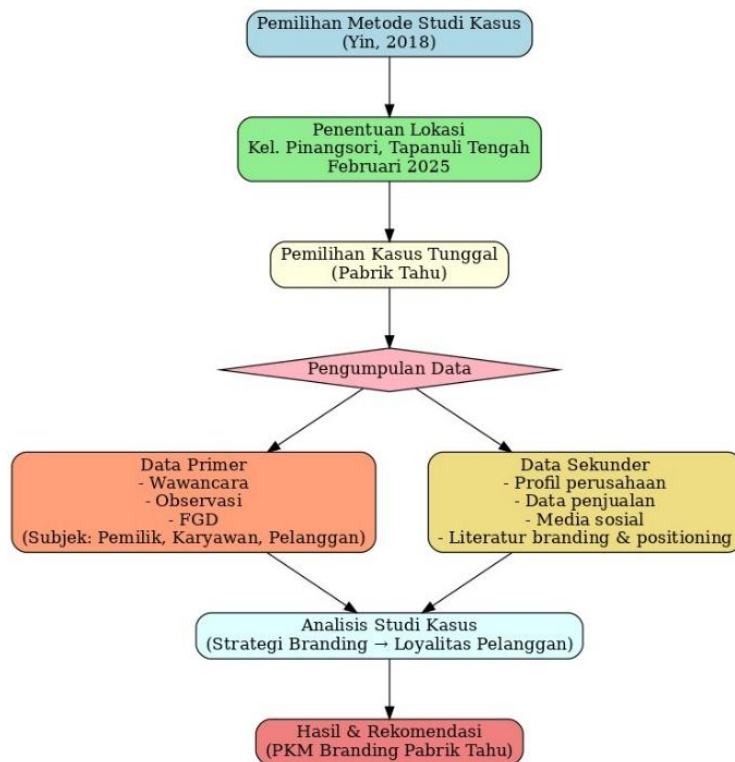 Pemilihan Metode Studi Kasus
(Yin, 2018)
Penentuan Lokasi
Kel. Pinangsori, Tapanuli Tengah
Februari 2025
Pemilihan Kasus Tunggal
(Pabrik Tahu)
Pengumpulan Data
Data Primer
- Wawancara
- Observasi
- FGD
(Subjek: Pemilik, Karyawan, Pelanggan)
Data Sekunder
- Profil perusahaan
- Data penjualan
- Media sosial
- Literatur branding & positioning
Analisis Studi Kasus
(Strategi Branding → Loyalitas Pelanggan)
Hasil & Rekomendasi
(PKM Branding Pabrik Tahu)